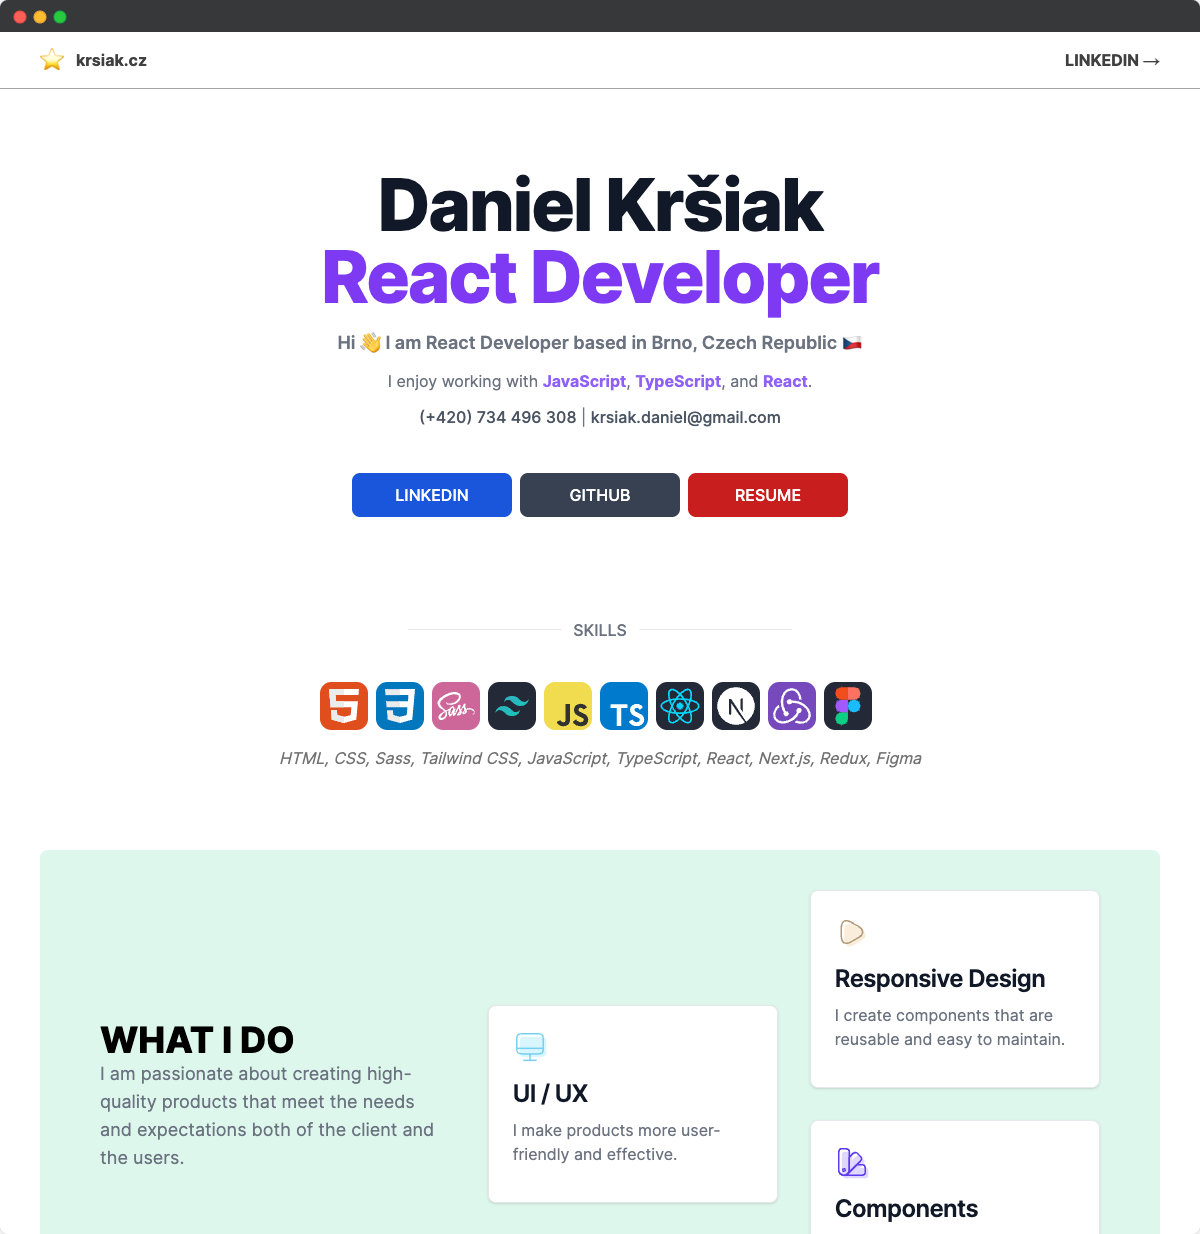 krsiak.cz
LINKEDIN →
Daniel Kršiak
React Developer
Hi 👋 I am React Developer based in Brno, Czech Republic 🇨🇿
I enjoy working with JavaScript, TypeScript, and React.
(+420) 734 496 308 | krsiak.daniel@gmail.com
LINKEDIN
GITHUB
RESUME
SKILLS
Sass
JS
TS
N
HTML, CSS, Sass, Tailwind CSS, JavaScript, TypeScript, React, Next.js, Redux, Figma
WHAT I DO
I am passionate about creating high-
quality products that meet the needs
and expectations both of the client and
the users.
UI / UX
I make products more user-
friendly and effective.
Responsive Design
I create components that are
reusable and easy to maintain.
Components